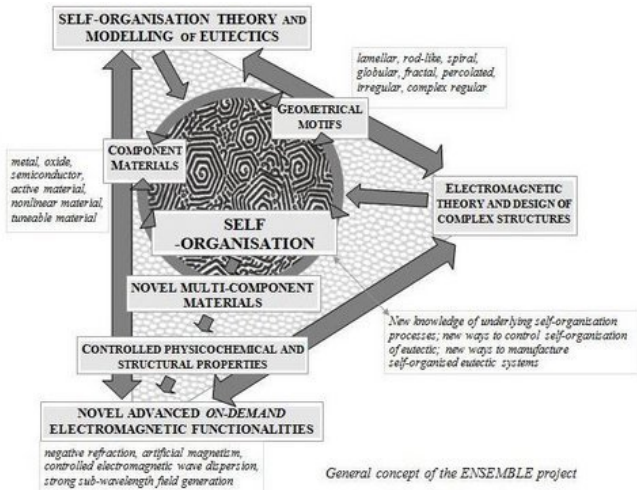 SELF-ORGANISATION THEORY AND
MODELLING OF EUTECTICS
lamellar, rod-like, spiral,
globular, fractal, percolated,
irregular, complex regular
GEOMETRICAL
MOTIFS
COMPONENT
MATERIALS
metal, oxide,
semiconductor,
active material,
nonlinear material,
tuneable material
ELECTROMAGNETIC
THEORY AND DESIGN OF
COMPLEX STRUCTURES
SELF
-ORGANISATION
NOVEL MULTI-COMPONENT
MATERIALS
New knowledge of underlying self-organisation
processes; new ways to control self-organisation
of eutectic; new ways to manufacture
self-organised eutectic systems
CONTROLLED PHYSICOCHEMICAL AND
STRUCTURAL PROPERTIES
NOVEL ADVANCED ON-DEMAND
ELECTROMAGNETIC FUNCTIONALITIES
negative refraction, artificial magnetism,
controlled electromagnetic wave dispersion,
strong sub-wavelength field generation
General concept of the ENSEMBLE project